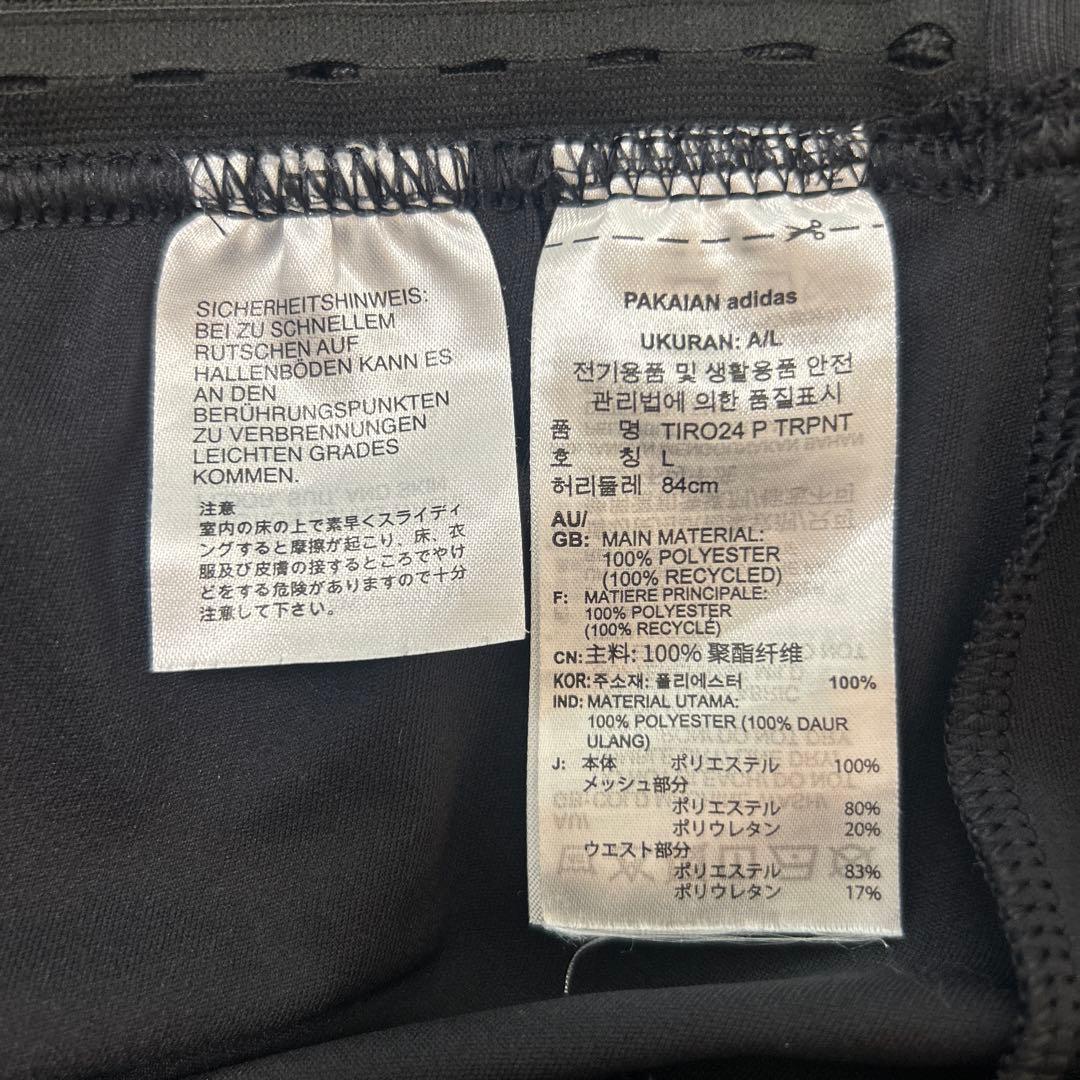 SICHERHEITSHINWEIS:
BEI ZU SCHNELLEM
RUTSCHEN AUF
HALLENBÖDEN KANN ES
AN DEN
BERÜHRUNGSPUNKTEN
ZU VERBRENNUNGEN
LEICHTEN GRADES
KOMMEN.
注意
室内の床の上で素早くスライディ
ングすると摩擦が起こり、床、衣
服及び皮膚の接するところでやけ
どをする危険がありますので十分
注意して下さい。
PAKAIAN adidas
UKURAN: A/L
전기용품 및 생활용품 안전
관리법에 의한 품질표시
품 명 TIRO24 P TRPNT
호 칭 L
허리둘레 84cm
AU/
GB: MAIN MATERIAL:
100% POLYESTER
(100% RECYCLED)
F: MATIÈRE PRINCIPALE:
100% POLYESTER
(100% RECYCLÉ)
CN:主料: 100% 聚酯纤维
KOR:주소재: 폴리에스터 100%
IND: MATERIAL UTAMA:
100% POLYESTER (100% DAUR
ULANG)
J: 本体 ポリエステル 100%
メッシュ部分
ポリエステル 80%
ポリウレタン 20%
ウエスト部分
ポリエステル 83%
ポリウレタン 17%